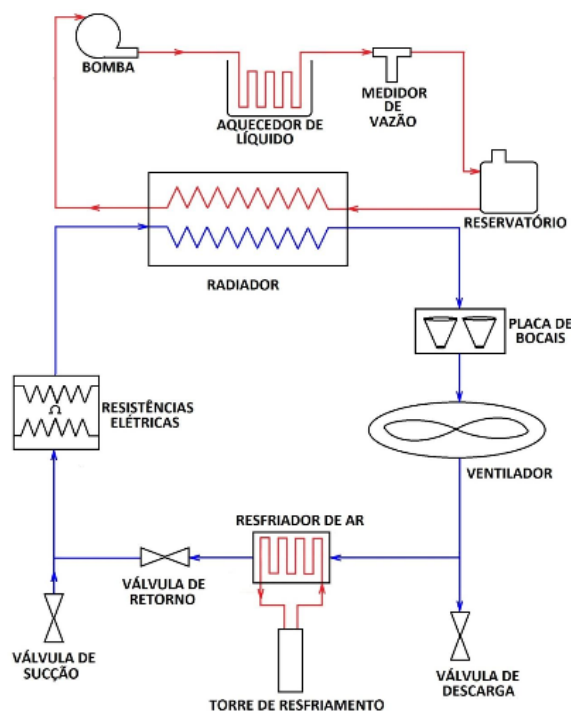 BOMBA
AQUECEDOR DE
LÍQUIDO
MEDIDOR
DE
VAZÃO
RESERVATÓRIO
RADIADOR
PLACA DE
BOCAIS
RESISTÊNCIAS
ELÉTRICAS
Ω
VENTILADOR
RESFRIADOR DE AR
VÁLVULA DE
RETORNO
VÁLVULA DE
SUCÇÃO
TORRE DE RESFRIAMENTO
VÁLVULA DE
DESCARGA